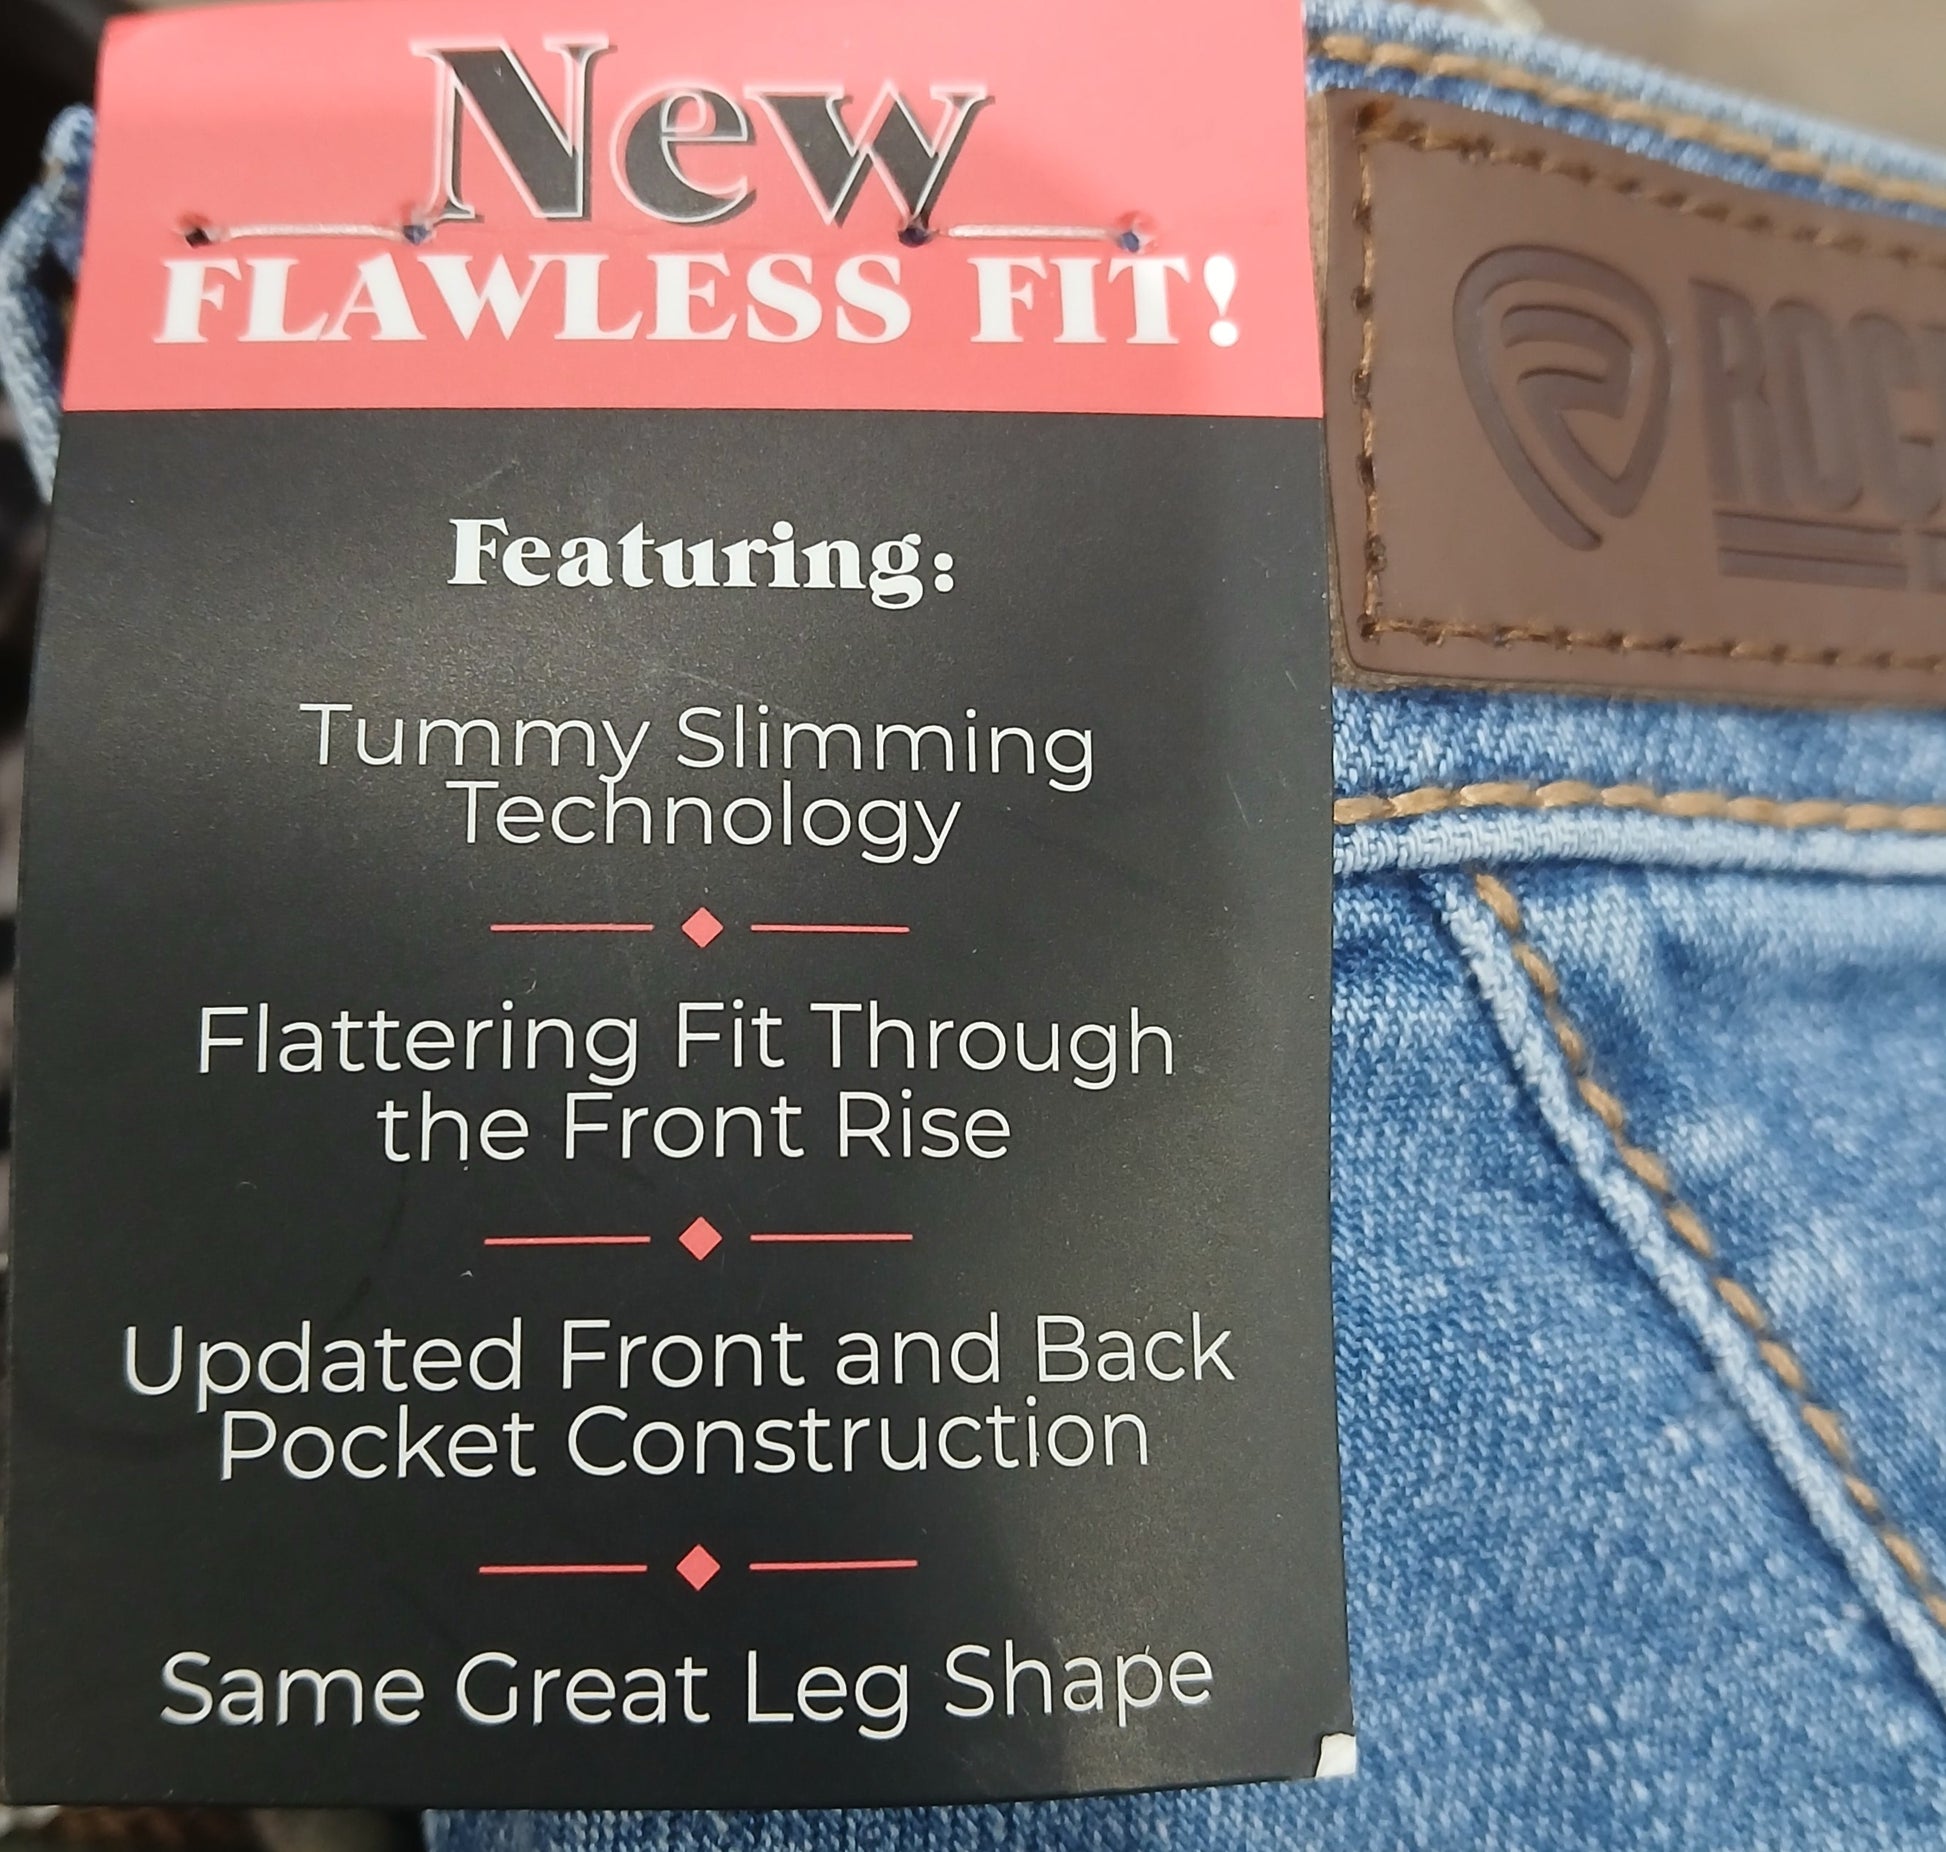 New
FLAWLESS FIT!
Featuring:
Tummy Slimming
Technology
Flattering Fit Through
the Front Rise
Updated Front and Back
Pocket Construction
Same Great Leg Shape